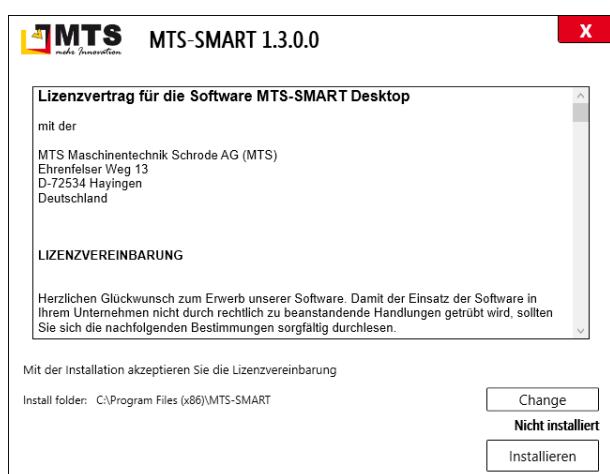 MTS
mehr Innovation
MTS-SMART 1.3.0.0
X
Lizenzvertrag für die Software MTS-SMART Desktop
mit der
MTS Maschinentechnik Schrode AG (MTS)
Ehrenfelser Weg 13
D-72534 Hayingen
Deutschland
LIZENZVEREINBARUNG
Herzlichen Glückwunsch zum Erwerb unserer Software. Damit der Einsatz der Software in
Ihrem Unternehmen nicht durch rechtlich zu beanstandende Handlungen getrübt wird, sollten
Sie sich die nachfolgenden Bestimmungen sorgfältig durchlesen.
Mit der Installation akzeptieren Sie die Lizenzvereinbarung
Install folder: C:\Program Files (x86)\MTS-SMART
Change
Nicht installiert
Installieren